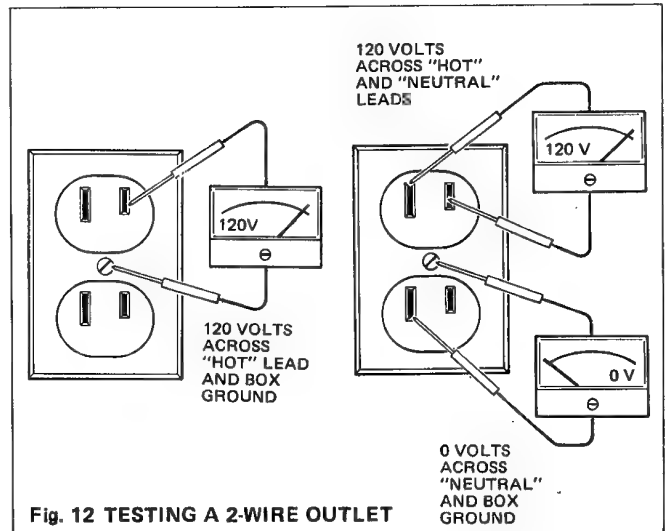 120V
120 VOLTS
ACROSS
"HOT" LEAD
AND BOX
GROUND
120 VOLTS
ACROSS "HOT"
AND "NEUTRAL"
LEADS
120 V
0 V
0 VOLTS
ACROSS
"NEUTRAL"
AND BOX
GROUND
Fig. 12 TESTING A 2-WIRE OUTLET